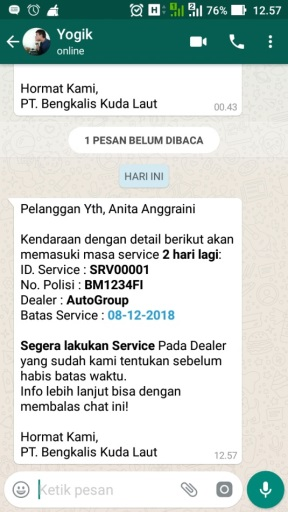 76% 12.57
Yogik
online
Hormat Kami,
PT. Bengkalis Kuda Laut
00.43
1 PESAN BELUM DIBACA
HARI INI
Pelanggan Yth, Anita Anggraini
Kendaraan dengan detail berikut akan
memasuki masa service 2 hari lagi:
ID. Service : SRV00001
No. Polisi : BM1234FI
Dealer : AutoGroup
Batas Service : 08-12-2018
Segera lakukan Service Pada Dealer
yang sudah kami tentukan sebelum
habis batas waktu.
Info lebih lanjut bisa dengan
membalas chat ini!
Hormat Kami,
PT. Bengkalis Kuda Laut
12.57
Ketik pesan